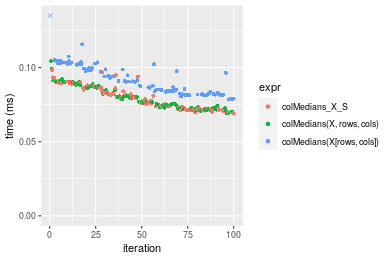 0.10
0.05
0.00
time (ms)
0
25
50
75
100
iteration
expr
colMedians_X_S
colMedians(X, rows, cols)
colMedians(X[rows, cols])